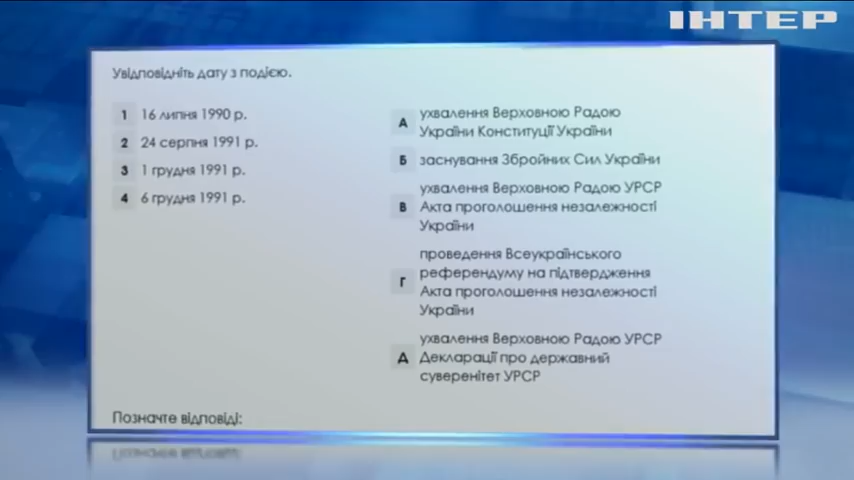 ІНТЕР
Увідповідніть дату з подією.
1 16 липня 1990 р.
2 24 серпня 1991 р.
3 1 грудня 1991 р.
4 6 грудня 1991 р.
А ухвалення Верховною Радою
України Конституції України
Б заснування Збройних Сил України
В ухвалення Верховною Радою УРСР
Акта проголошення незалежності
України
Г проведення Всеукраїнського
референдуму на підтвердження
Акта проголошення незалежності
України
Д ухвалення Верховною Радою УРСР
Декларації про державний
суверенітет УРСР
Позначте відповіді: